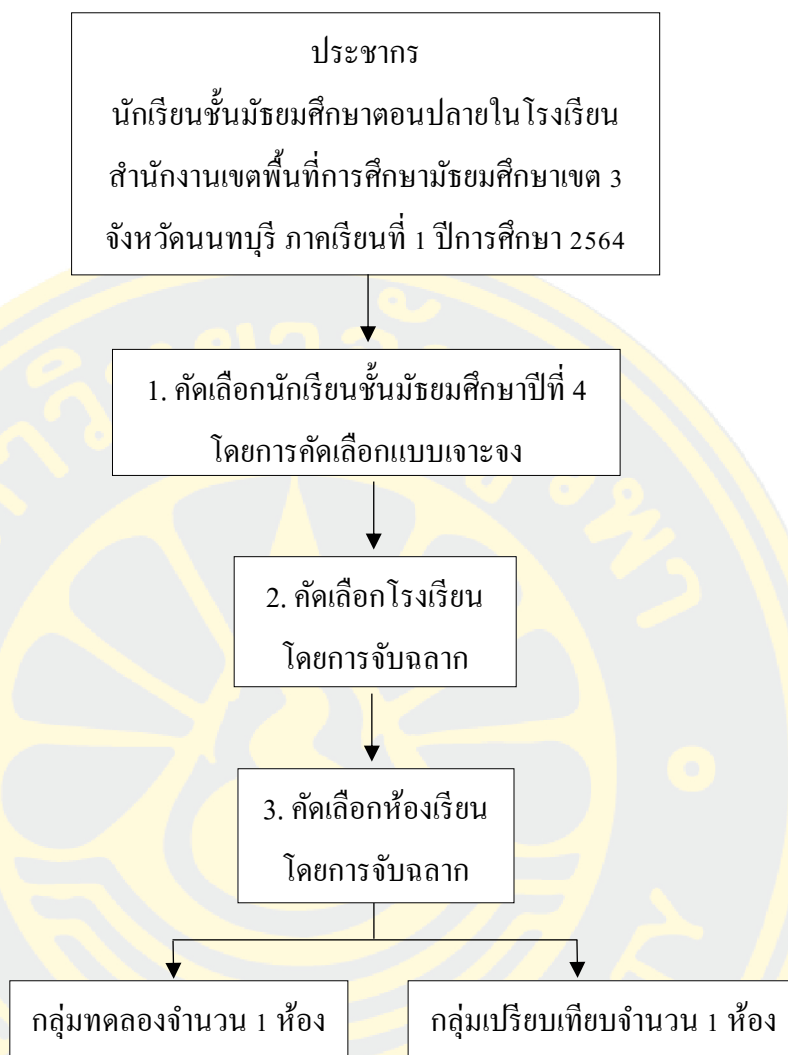 ประชากร
นักเรียนชั้นมัธยมศึกษาตอนปลายในโรงเรียน
สำนักงานเขตพื้นที่การศึกษามัธยมศึกษาเขต 3
จังหวัดนนทบุรี ภาคเรียนที่ 1 ปีการศึกษา 2564
1. คัดเลือกนักเรียนชั้นมัธยมศึกษาปีที่ 4
โดยการคัดเลือกแบบเจาะจง
2. คัดเลือกโรงเรียน
โดยการจับฉลาก
3. คัดเลือกห้องเรียน
โดยการจับฉลาก
กลุ่มทดลองจำนวน 1 ห้อง
กลุ่มเปรียบเทียบจำนวน 1 ห้อง